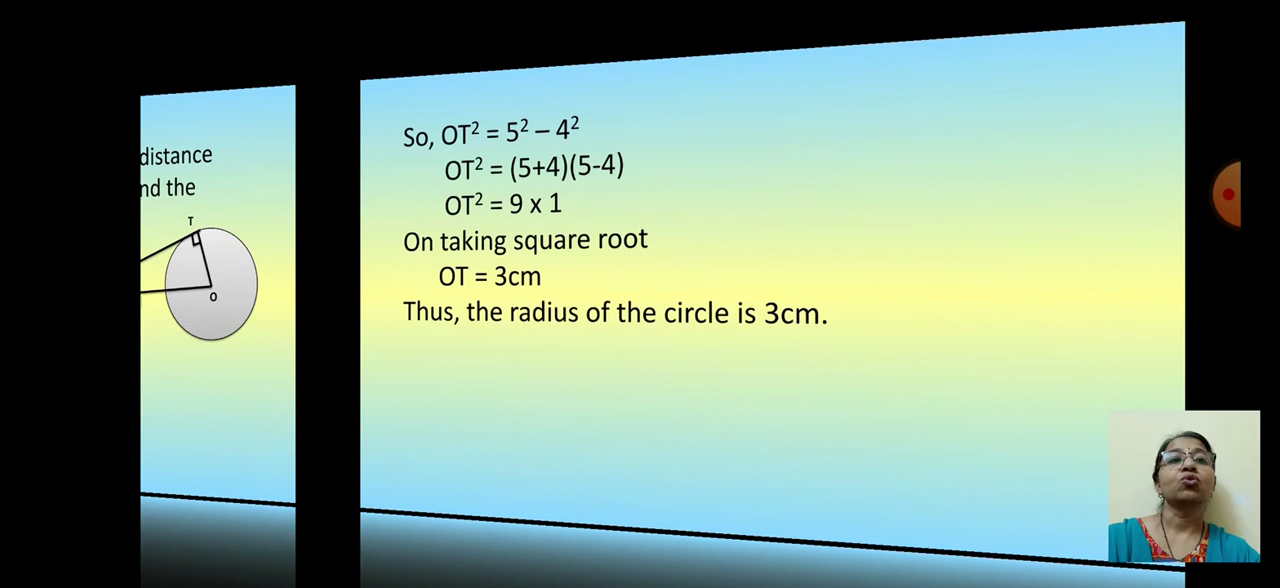 distance
nd the
T
O
So, OT² = 5² – 4²
OT² = (5+4)(5-4)
OT² = 9 x 1
On taking square root
OT = 3cm
Thus, the radius of the circle is 3cm.